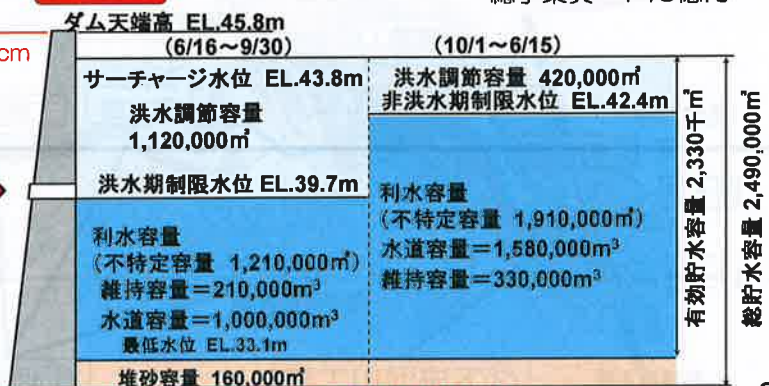 ダム天端高 EL.45.8m
cm
(6/16～9/30)
(10/1～6/15)
サーチャージ水位 EL.43.8m
洪水調節容量
1,120,000㎥
洪水期制限水位 EL.39.7m
利水容量
(不特定容量 1,210,000㎥)
維持容量＝210,000m³
水道容量＝1,000,000m³
最低水位 EL.33.1m
堆砂容量 160,000㎥
洪水調節容量 420,000㎥
非洪水期制限水位 EL.42.4m
利水容量
(不特定容量 1,910,000㎥)
水道容量＝1,580,000m³
維持容量＝330,000m³
有効貯水容量 2,330千㎥
総貯水容量 2,490,000㎥